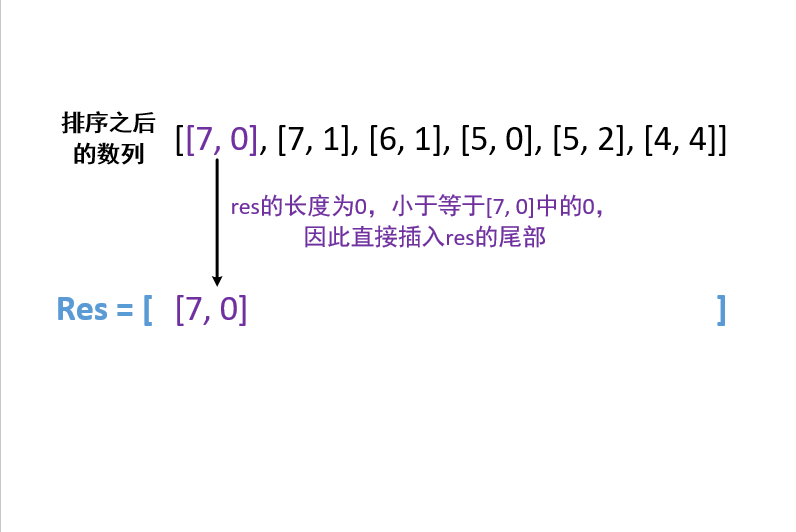 排序之后
的数列
[[7, 0], [7, 1], [6, 1], [5, 0], [5, 2], [4, 4]]
res的长度为0，小于等于[7, 0]中的0，
因此直接插入res的尾部
Res = [ [7, 0] ]